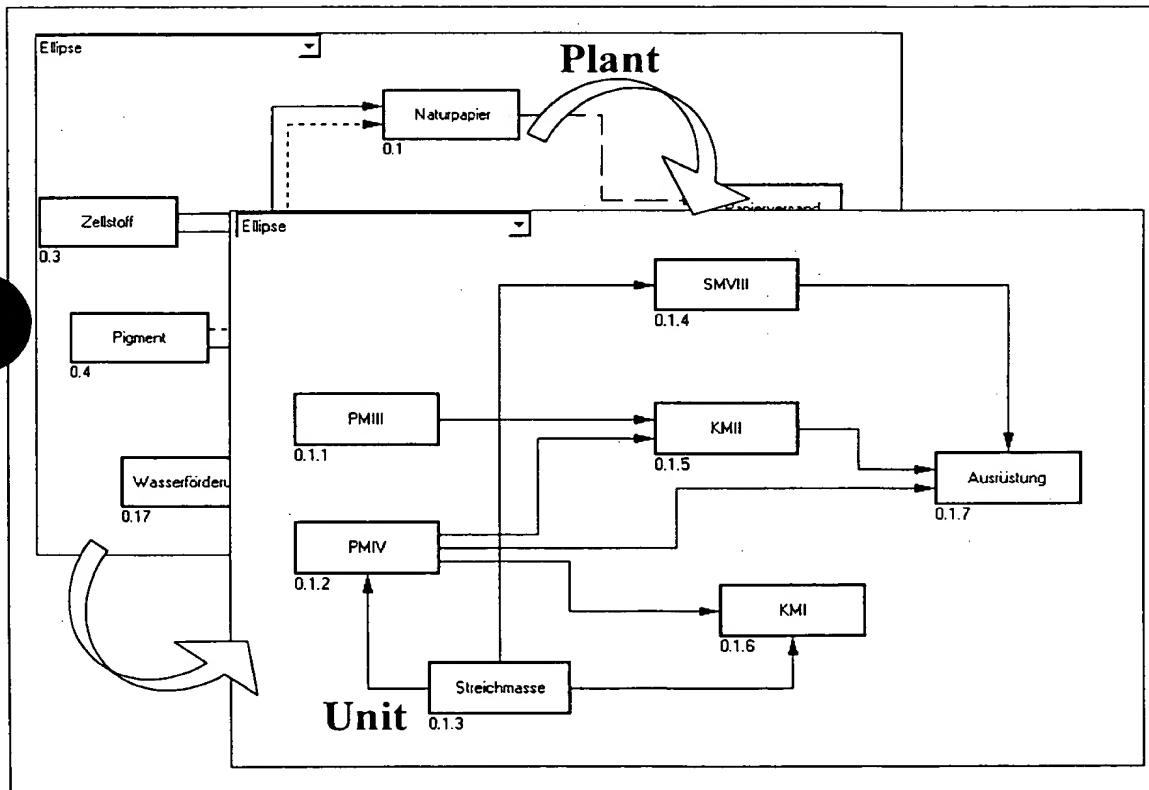 Ellipse
Plant
Naturpapier
0.1
Zellstoff
0.3
Papierversand
Ellipse
Pigment
0.4
SMVIII
0.1.4
PMIII
0.1.1
KMII
0.1.5
Wasserförderu
0.17
Ausrüstung
0.1.7
PMIV
0.1.2
KMI
0.1.6
Streichmasse
0.1.3
Unit